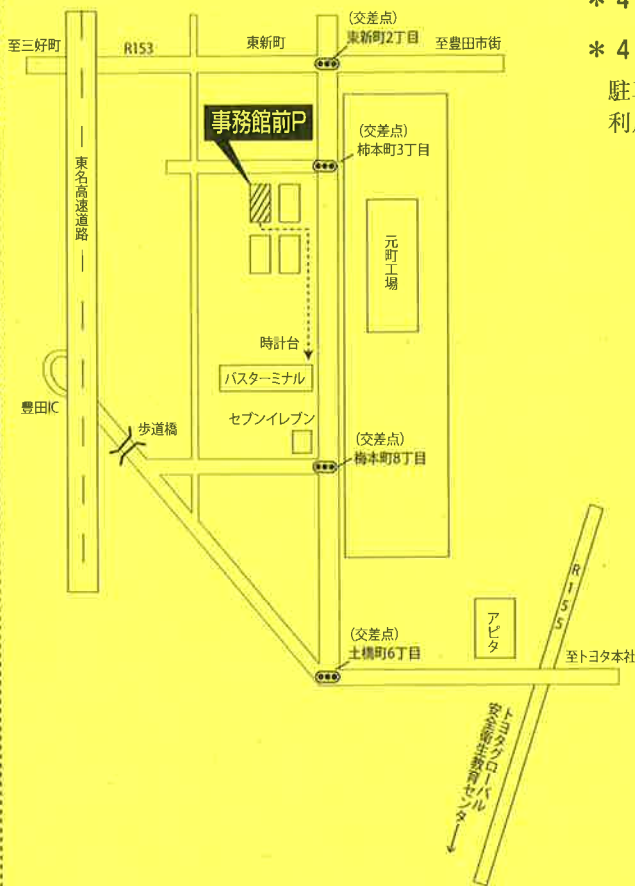 ＊4
(交差点)
至三好町
R153
東新町
東新町2丁目
至豊田市街
＊4
駐
利
事務館前P
(交差点)
柿本町3丁目
東名高速道路
元町工場
時計台
バスターミナル
豊田IC
セブンイレブン
歩道橋
(交差点)
梅本町8丁目
R155
アピタ
(交差点)
土橋町6丁目
至トヨタ本社
トヨタグローバル
安全衛生教育センタ